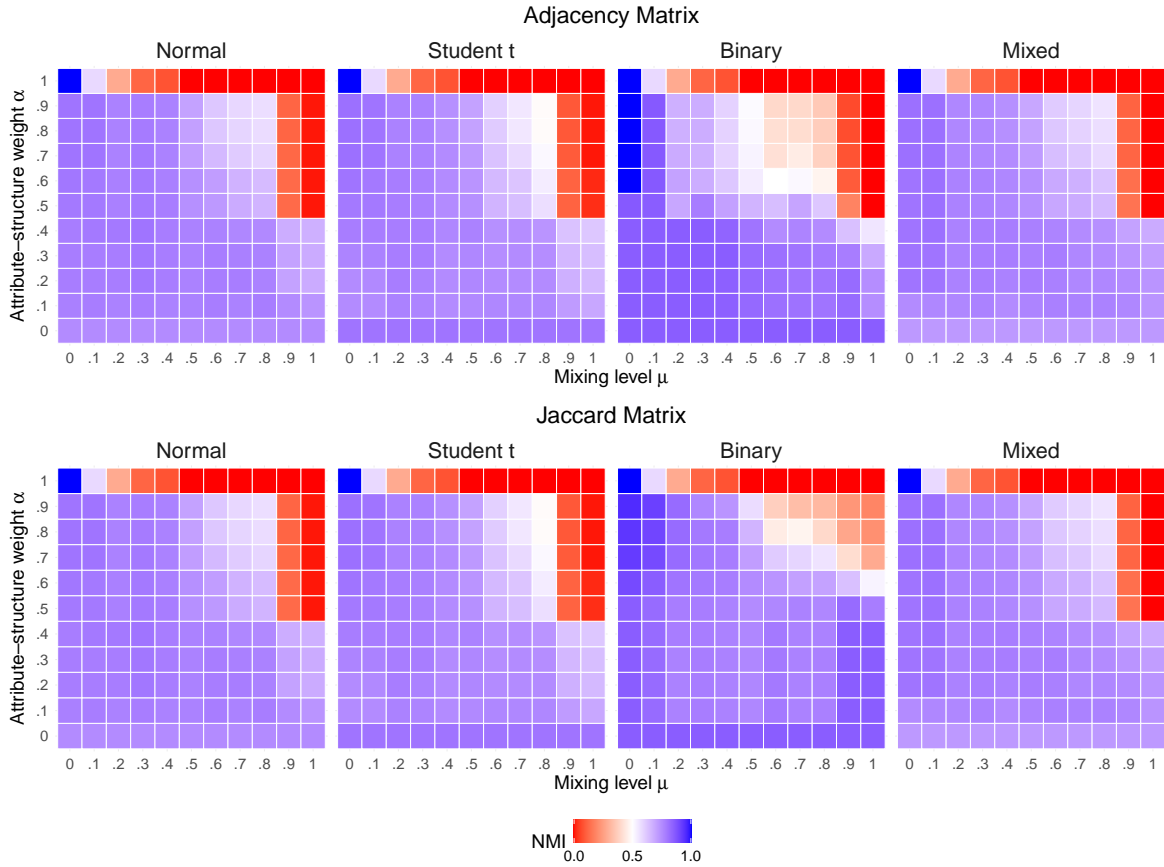 Adjacency Matrix
Normal Student t Binary Mixed
Attribute–structure weight α
1
.9
.8
.7
.6
.5
.4
.3
.2
.1
0
0 .1 .2 .3 .4 .5 .6 .7 .8 .9 1 0 .1 .2 .3 .4 .5 .6 .7 .8 .9 1 0 .1 .2 .3 .4 .5 .6 .7 .8 .9 1 0 .1 .2 .3 .4 .5 .6 .7 .8 .9 1
Mixing level μ
Jaccard Matrix
Normal Student t Binary Mixed
Attribute–structure weight α
1
.9
.8
.7
.6
.5
.4
.3
.2
.1
0
0 .1 .2 .3 .4 .5 .6 .7 .8 .9 1 0 .1 .2 .3 .4 .5 .6 .7 .8 .9 1 0 .1 .2 .3 .4 .5 .6 .7 .8 .9 1 0 .1 .2 .3 .4 .5 .6 .7 .8 .9 1
Mixing level μ
NMI
0.0 0.5 1.0